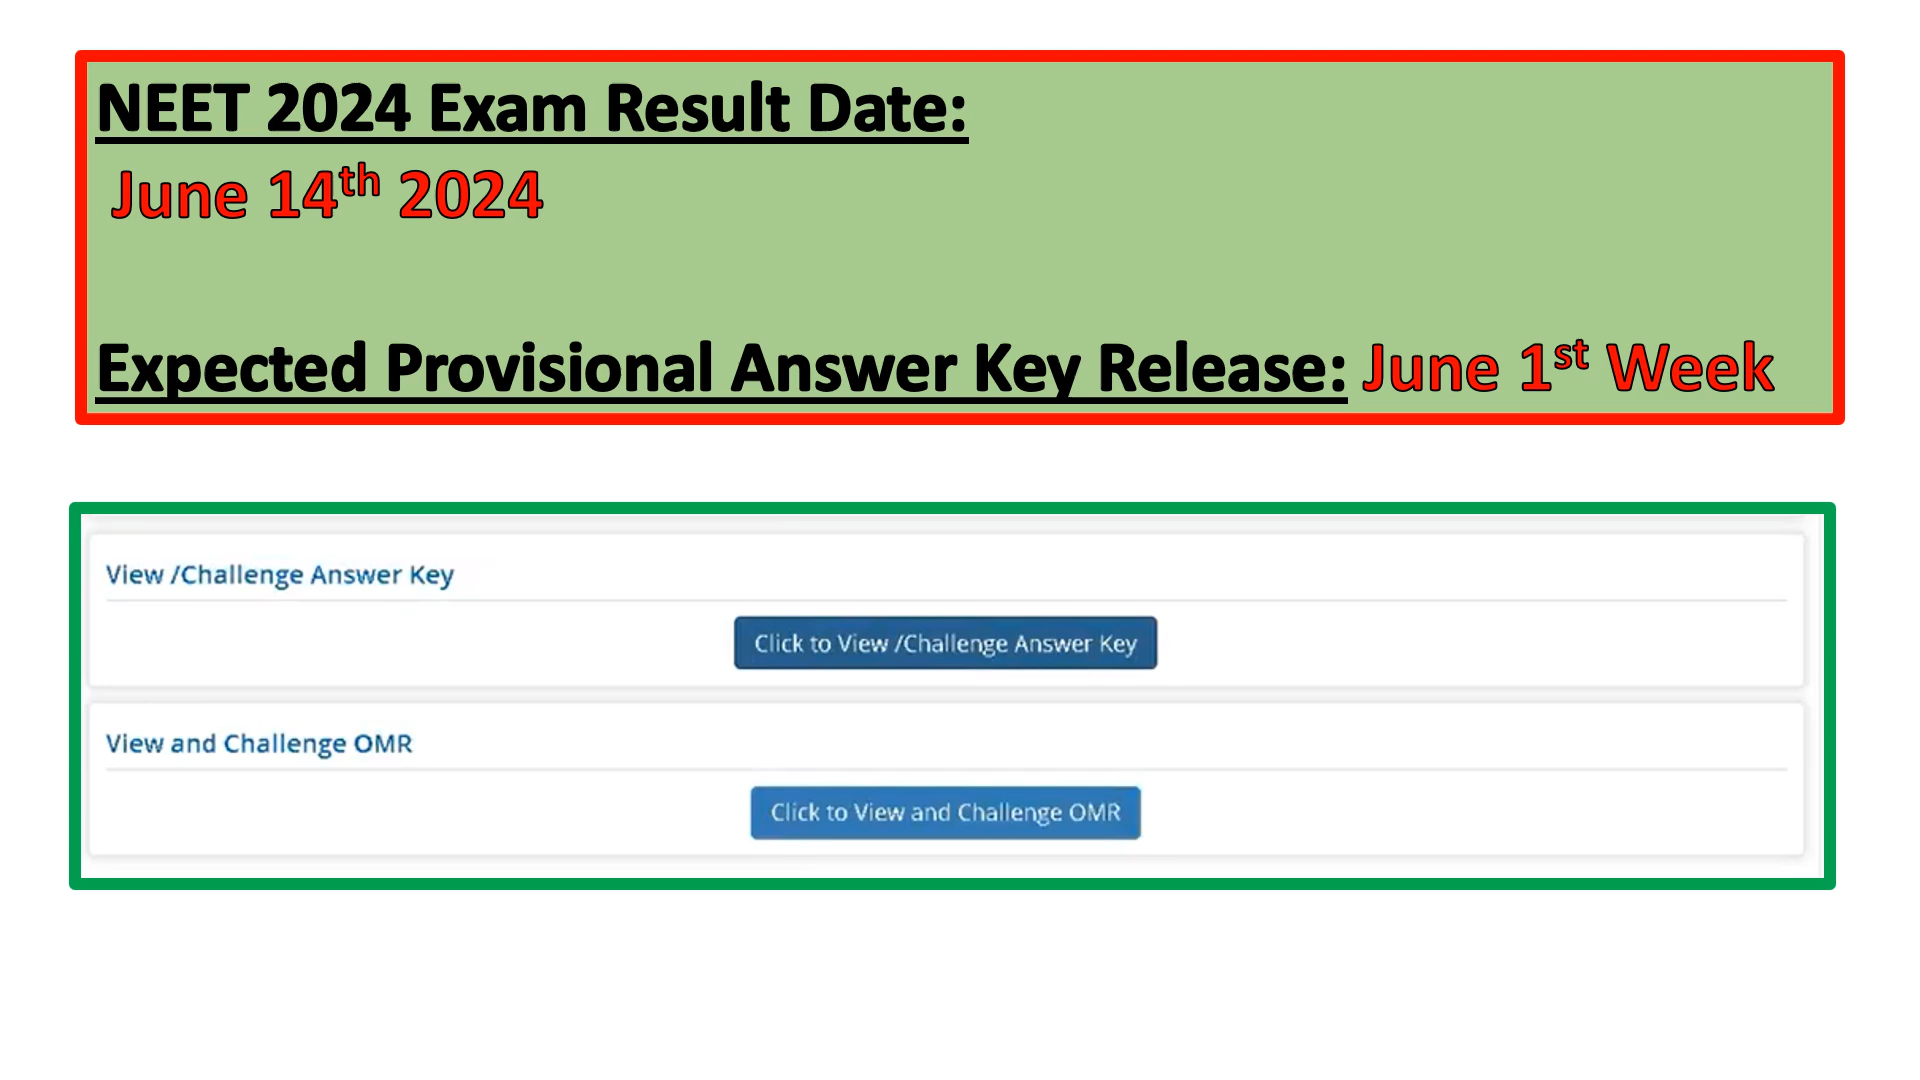 NEET 2024 Exam Result Date:
June 14th 2024
Expected Provisional Answer Key Release: June 1st Week
View /Challenge Answer Key
Click to View /Challenge Answer Key
View and Challenge OMR
Click to View and Challenge OMR